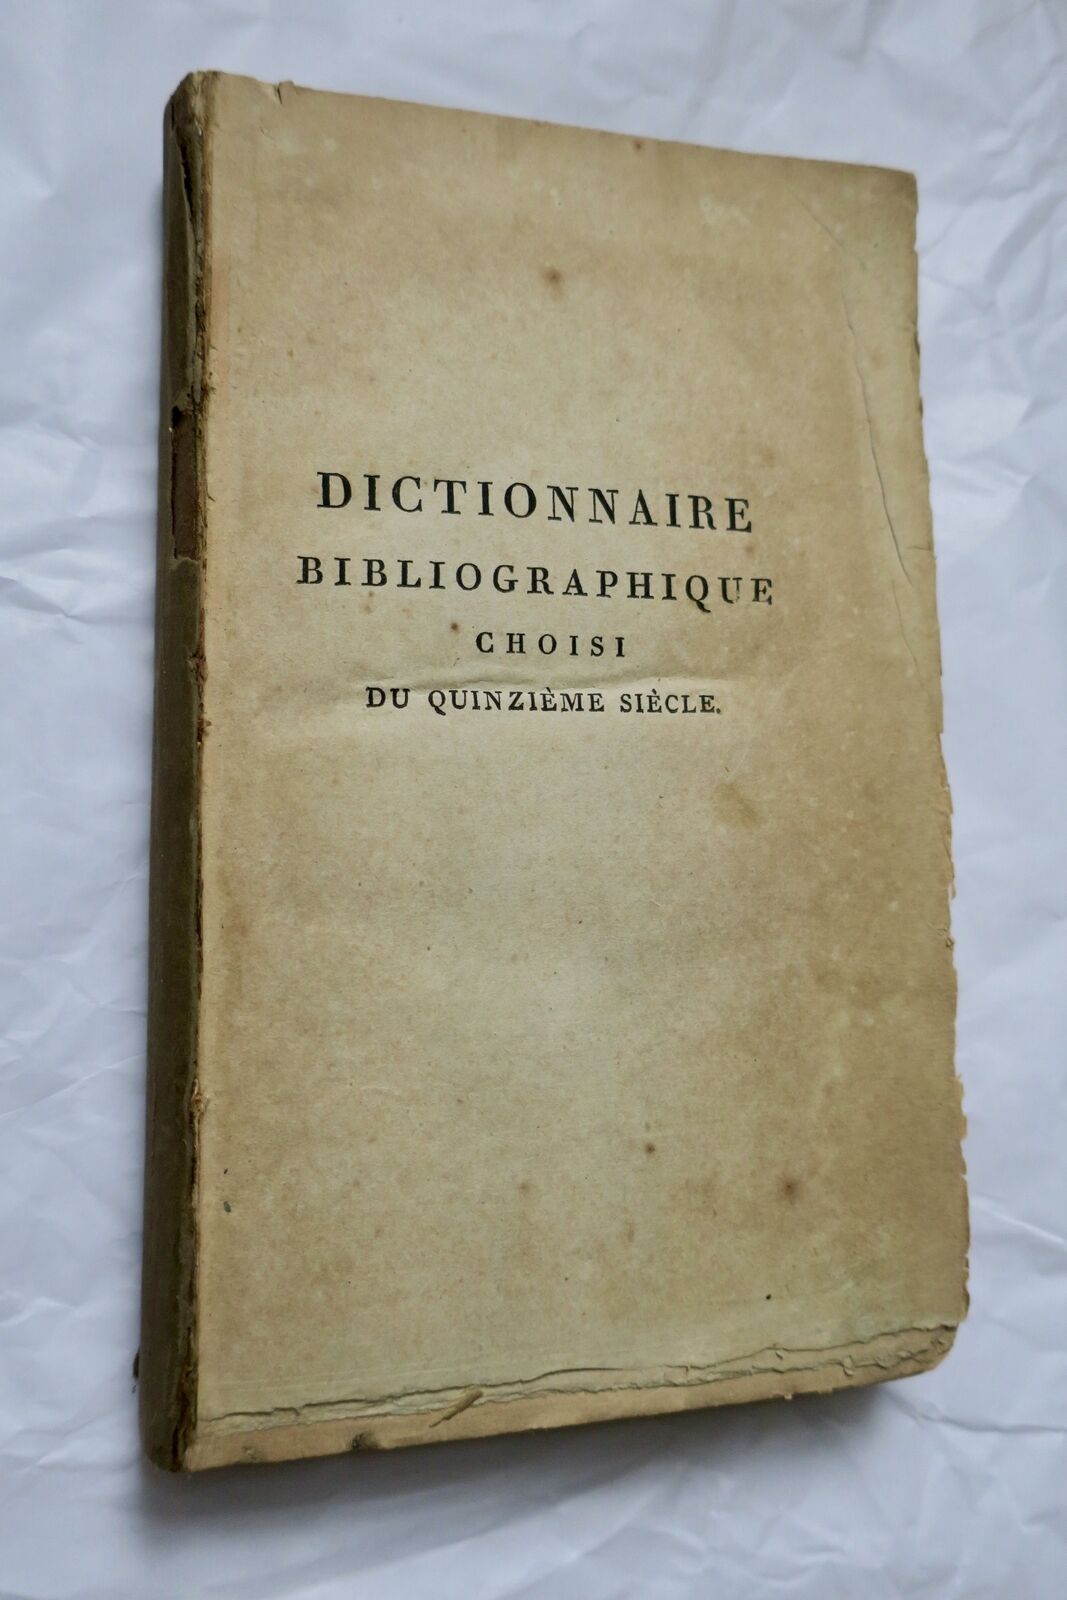 DICTIONNAIRE
BIBLIOGRAPHIQUE
CHOISI
DU QUINZIÈME SIÈCLE.